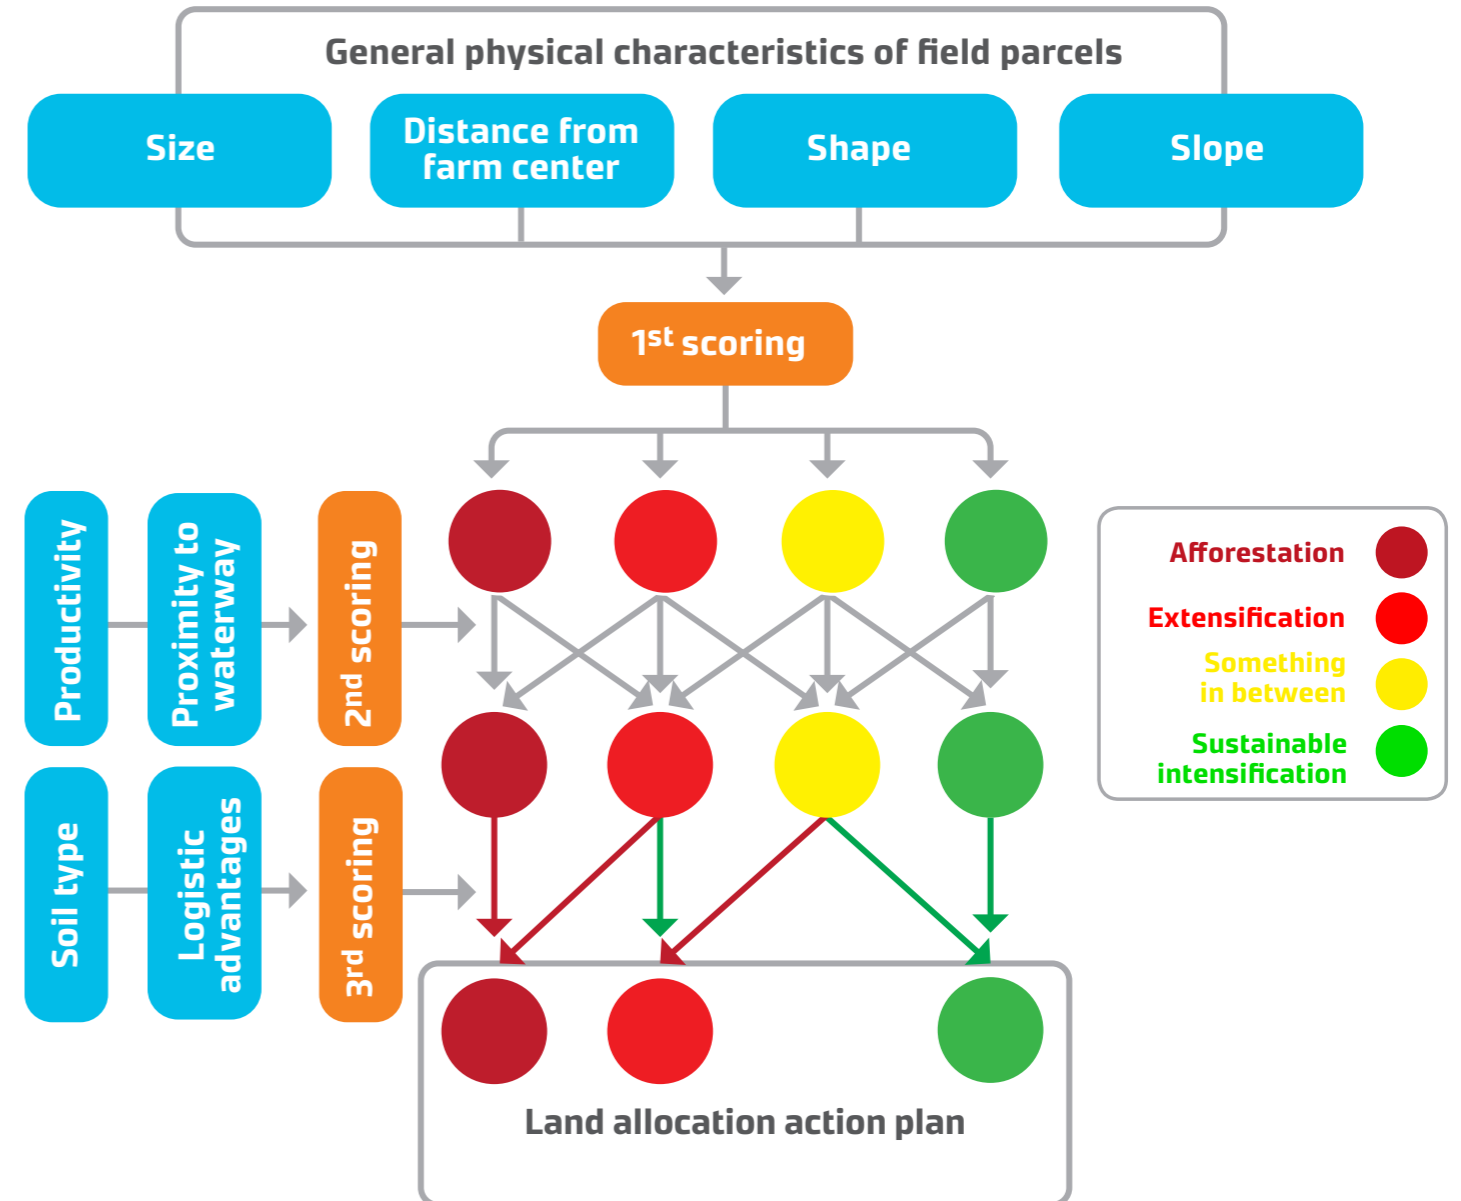 General physical characteristics of field parcels
Size
Distance from
farm center
Shape
Slope
1st scoring
Productivity
Proximity to
waterway
2nd scoring
Afforestation
Extensification
Something
in between
Sustainable
intensification
Soil type
Logistic
advantages
3rd scoring
Land allocation action plan